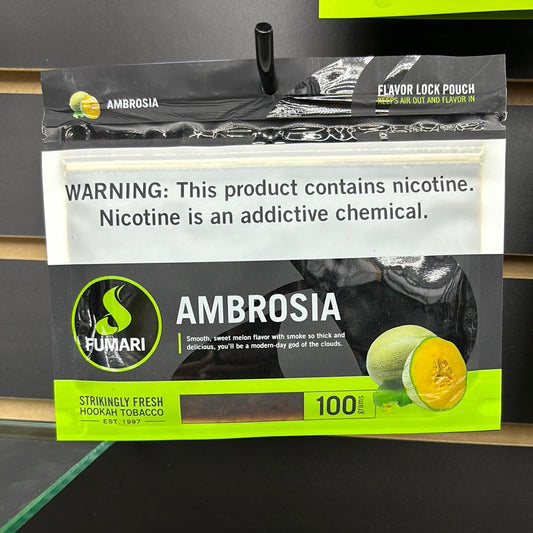 AMBROSIA
FLAVOR LOCK POUCH
KEEPS AIR OUT AND FLAVOR IN
WARNING: This product contains nicotine.
Nicotine is an addictive chemical.
FUMARI
AMBROSIA
Smooth, sweet melon flavor with smoke so thick and
delicious, you'll be a modern-day god of the clouds.
STRIKINGLY FRESH
HOOKAH TOBACCO
EST. 1997
100 grams